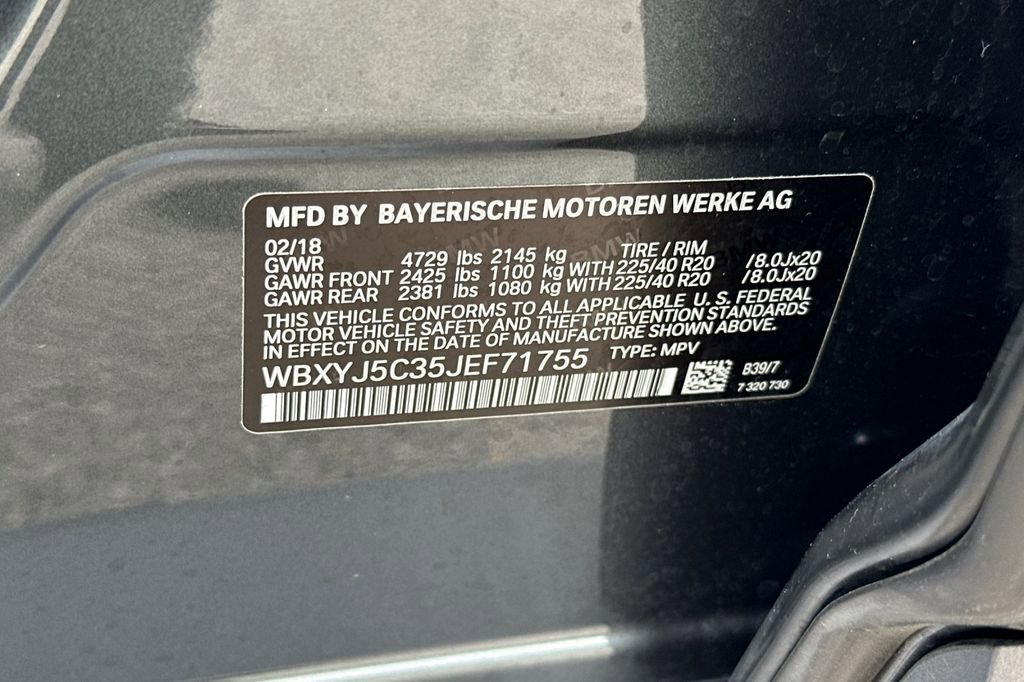 MFD BY BAYERISCHE MOTOREN WERKE AG
02/18 TIRE / RIM
GVWR 4729 lbs 2145 kg
GAWR FRONT 2425 lbs 1100 kg WITH 225/40 R20 /8.0Jx20
GAWR REAR 2381 lbs 1080 kg WITH 225/40 R20 /8.0Jx20
THIS VEHICLE CONFORMS TO ALL APPLICABLE U. S. FEDERAL
MOTOR VEHICLE SAFETY AND THEFT PREVENTION STANDARDS
IN EFFECT ON THE DATE OF MANUFACTURE SHOWN ABOVE.
WBXYJ5C35JEF71755 TYPE: MPV
B39/7
7 320 730